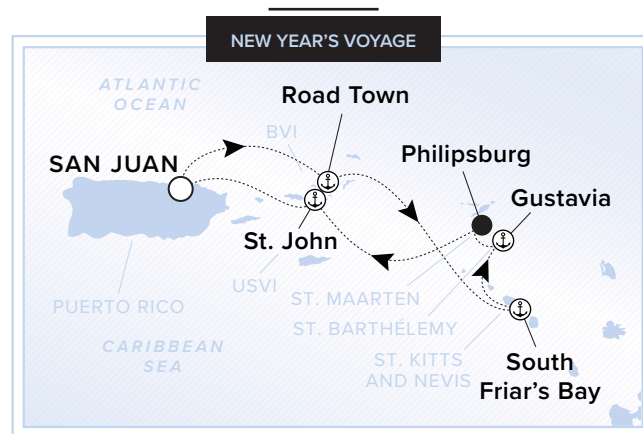 NEW YEAR'S VOYAGE
ATLANTIC
OCEAN
Road Town
BVI
SAN JUAN
Philipsburg
Gustavia
St. John
USVI
PUERTO RICO
ST. MAARTEN
ST. BARTHÉLEMY
CARIBBEAN
SEA
ST. KITTS
AND NEVIS
South
Friar's Bay